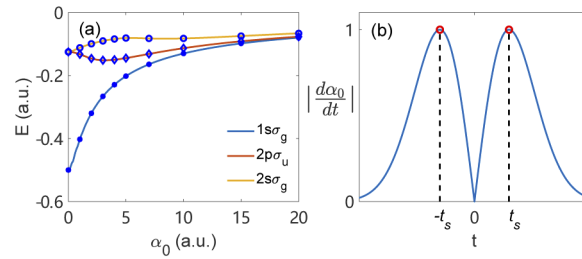 (a)
E (a.u.)
0
-0.2
-0.4
-0.6
0
5
10
15
20
α₀ (a.u.)
1sσg
2pσu
2sσg
(b)
|dα₀/dt|
1
0
-ts
0
ts
t